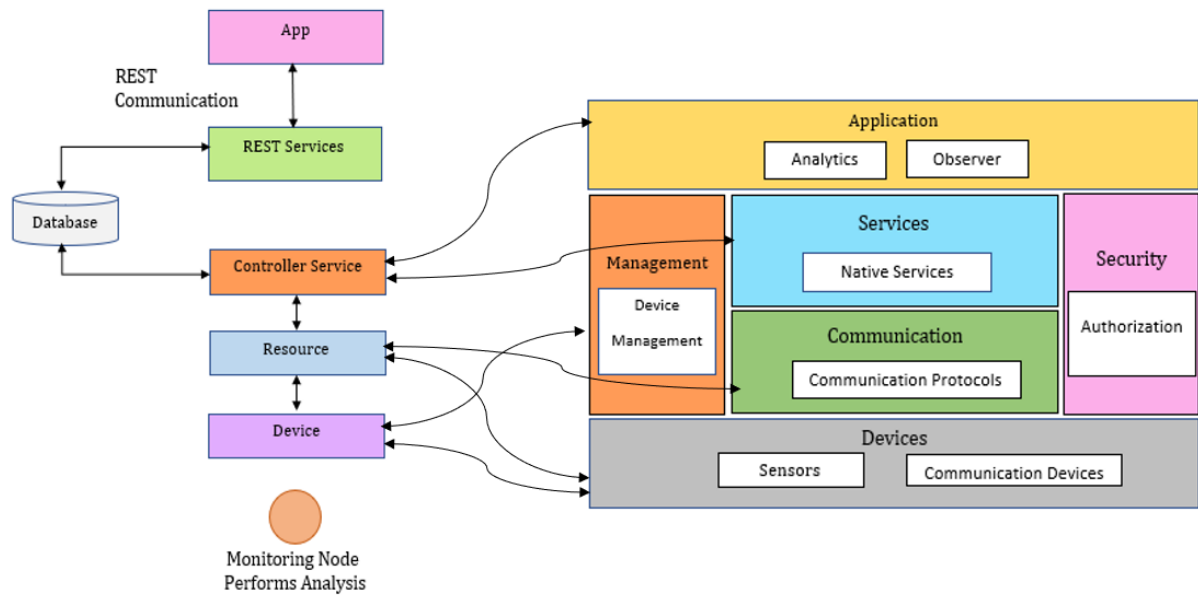 App
REST
Communication
REST Services
Database
Controller Service
Resource
Device
Monitoring Node
Performs Analysis
Application
Analytics
Observer
Management
Device
Management
Services
Native Services
Communication
Communication Protocols
Security
Authorization
Devices
Sensors
Communication Devices